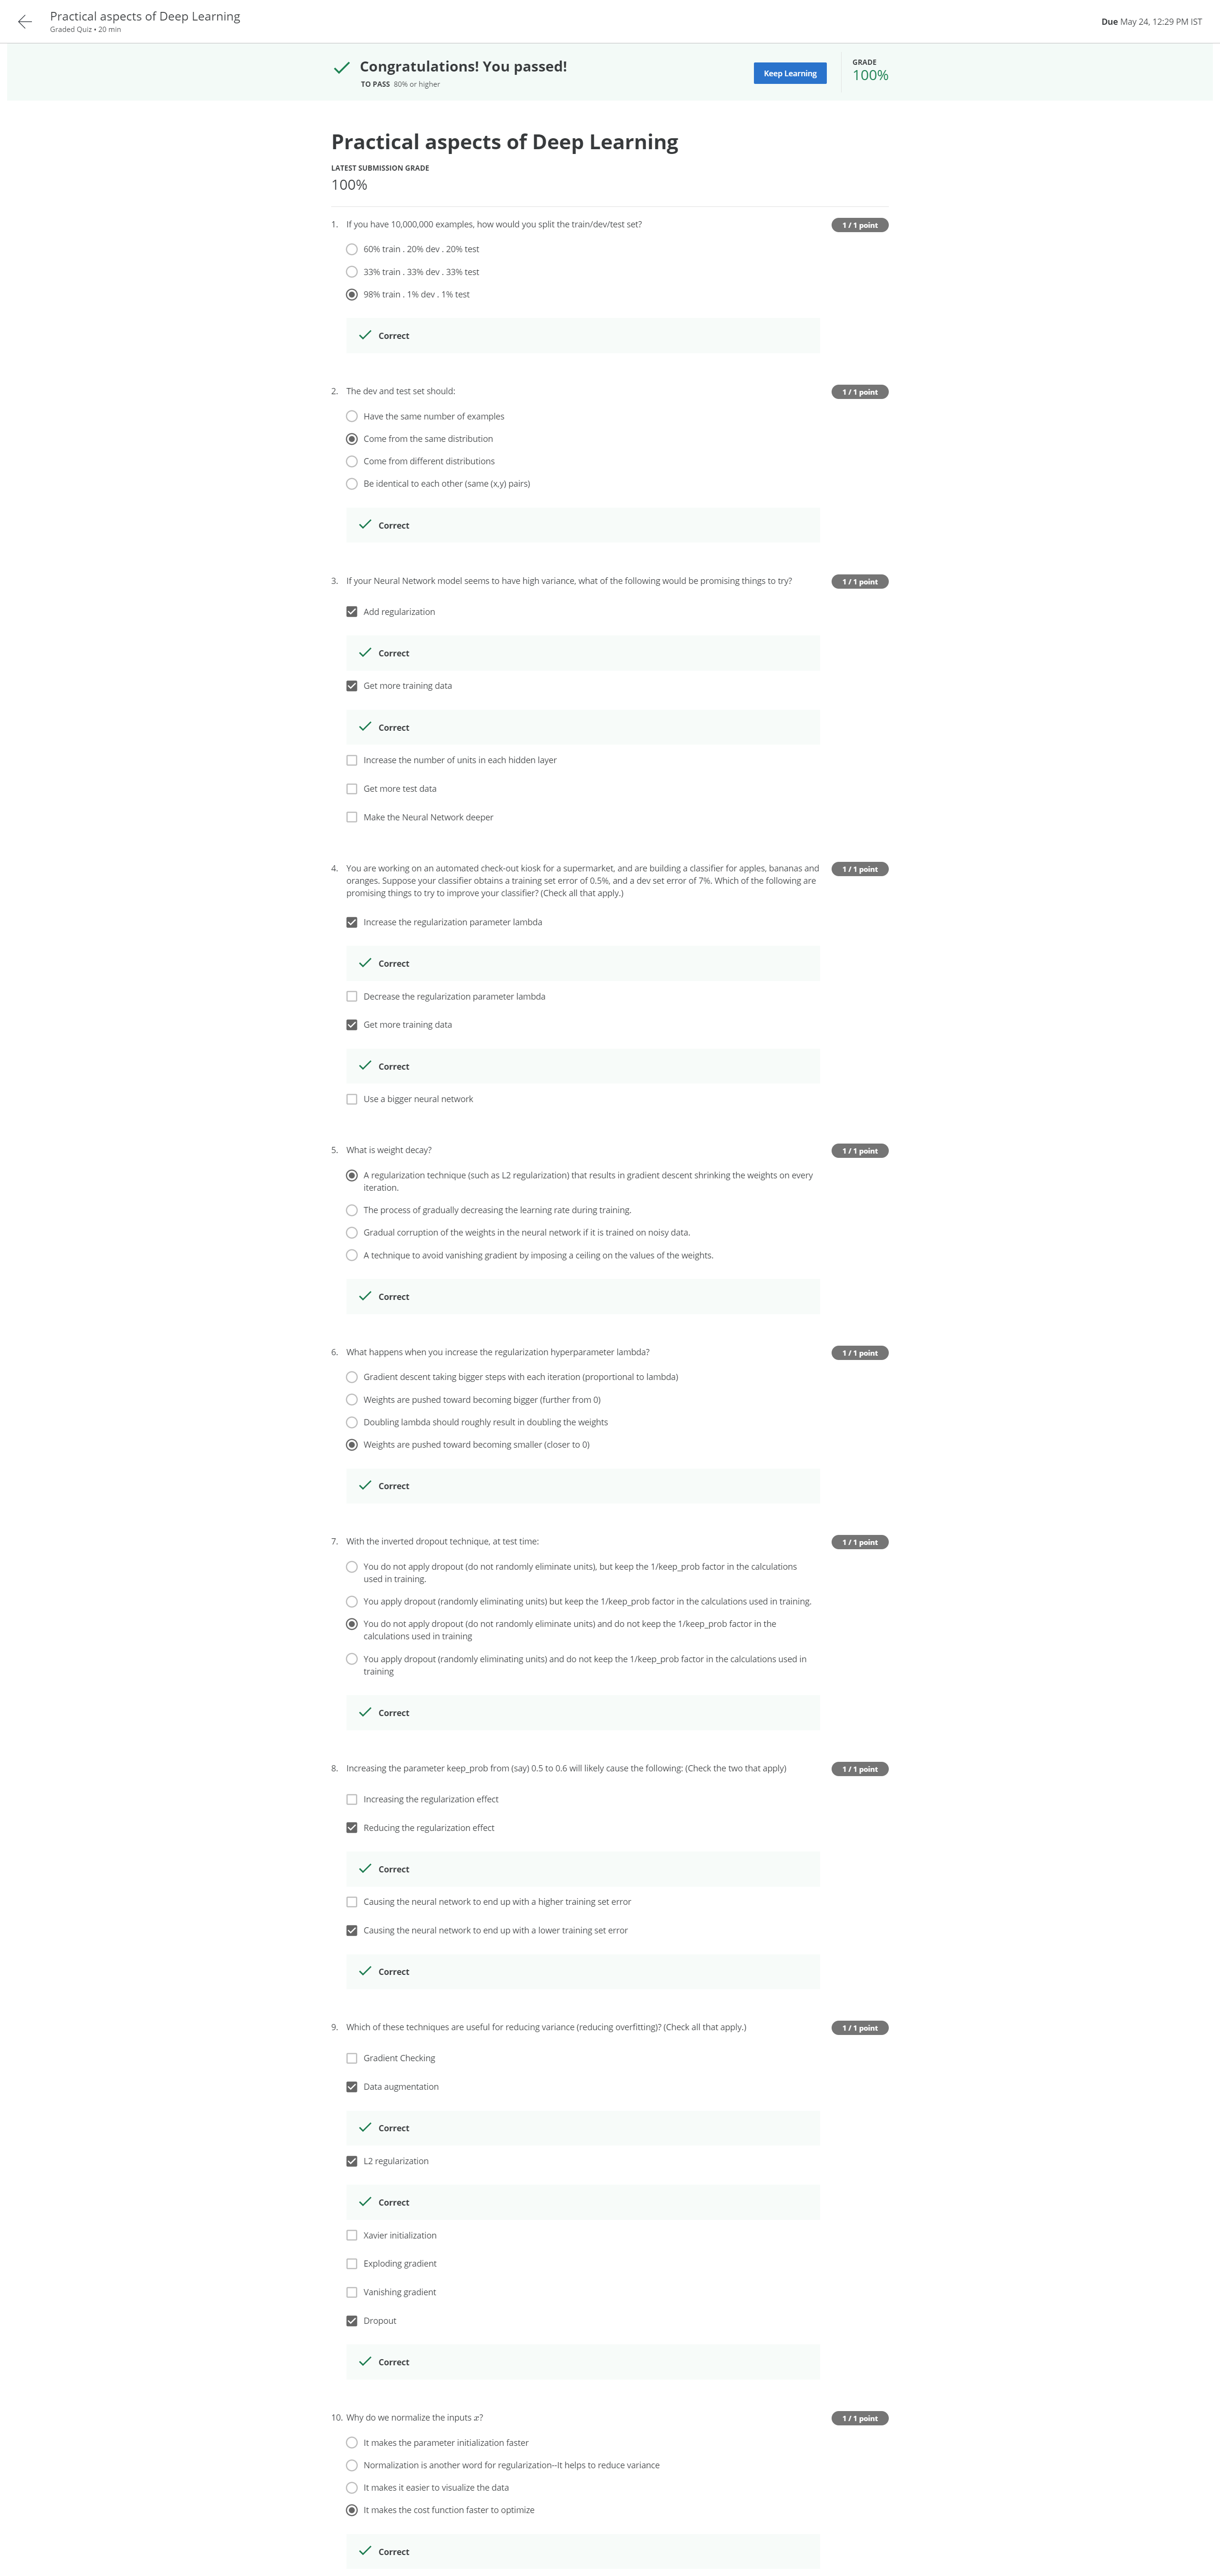 Practical aspects of Deep Learning
Graded Quiz • 20 min
Due May 24, 12:29 PM IST
Congratulations! You passed!
TO PASS 80% or higher
Keep Learning
GRADE
100%
Practical aspects of Deep Learning
LATEST SUBMISSION GRADE
100%
1. If you have 10,000,000 examples, how would you split the train/dev/test set?
1 / 1 point
60% train . 20% dev . 20% test
33% train . 33% dev . 33% test
98% train . 1% dev . 1% test
Correct
2. The dev and test set should:
1 / 1 point
Have the same number of examples
Come from the same distribution
Come from different distributions
Be identical to each other (same (x,y) pairs)
Correct
3. If your Neural Network model seems to have high variance, what of the following would be promising things to try?
1 / 1 point
Add regularization
Correct
Get more training data
Correct
Increase the number of units in each hidden layer
Get more test data
Make the Neural Network deeper
4. You are working on an automated check-out kiosk for a supermarket, and are building a classifier for apples, bananas and
oranges. Suppose your classifier obtains a training set error of 0.5%, and a dev set error of 7%. Which of the following are
promising things to try to improve your classifier? (Check all that apply.)
1 / 1 point
Increase the regularization parameter lambda
Correct
Decrease the regularization parameter lambda
Get more training data
Correct
Use a bigger neural network
5. What is weight decay?
1 / 1 point
A regularization technique (such as L2 regularization) that results in gradient descent shrinking the weights on every
iteration.
The process of gradually decreasing the learning rate during training.
Gradual corruption of the weights in the neural network if it is trained on noisy data.
A technique to avoid vanishing gradient by imposing a ceiling on the values of the weights.
Correct
6. What happens when you increase the regularization hyperparameter lambda?
1 / 1 point
Gradient descent taking bigger steps with each iteration (proportional to lambda)
Weights are pushed toward becoming bigger (further from 0)
Doubling lambda should roughly result in doubling the weights
Weights are pushed toward becoming smaller (closer to 0)
Correct
7. With the inverted dropout technique, at test time:
1 / 1 point
You do not apply dropout (do not randomly eliminate units), but keep the 1/keep_prob factor in the calculations
used in training.
You apply dropout (randomly eliminating units) but keep the 1/keep_prob factor in the calculations used in training.
You do not apply dropout (do not randomly eliminate units) and do not keep the 1/keep_prob factor in the
calculations used in training
You apply dropout (randomly eliminating units) and do not keep the 1/keep_prob factor in the calculations used in
training
Correct
8. Increasing the parameter keep_prob from (say) 0.5 to 0.6 will likely cause the following: (Check the two that apply)
1 / 1 point
Increasing the regularization effect
Reducing the regularization effect
Correct
Causing the neural network to end up with a higher training set error
Causing the neural network to end up with a lower training set error
Correct
9. Which of these techniques are useful for reducing variance (reducing overfitting)? (Check all that apply.)
1 / 1 point
Gradient Checking
Data augmentation
Correct
L2 regularization
Correct
Xavier initialization
Exploding gradient
Vanishing gradient
Dropout
Correct
10. Why do we normalize the inputs x?
1 / 1 point
It makes the parameter initialization faster
Normalization is another word for regularization--It helps to reduce variance
It makes it easier to visualize the data
It makes the cost function faster to optimize
Correct